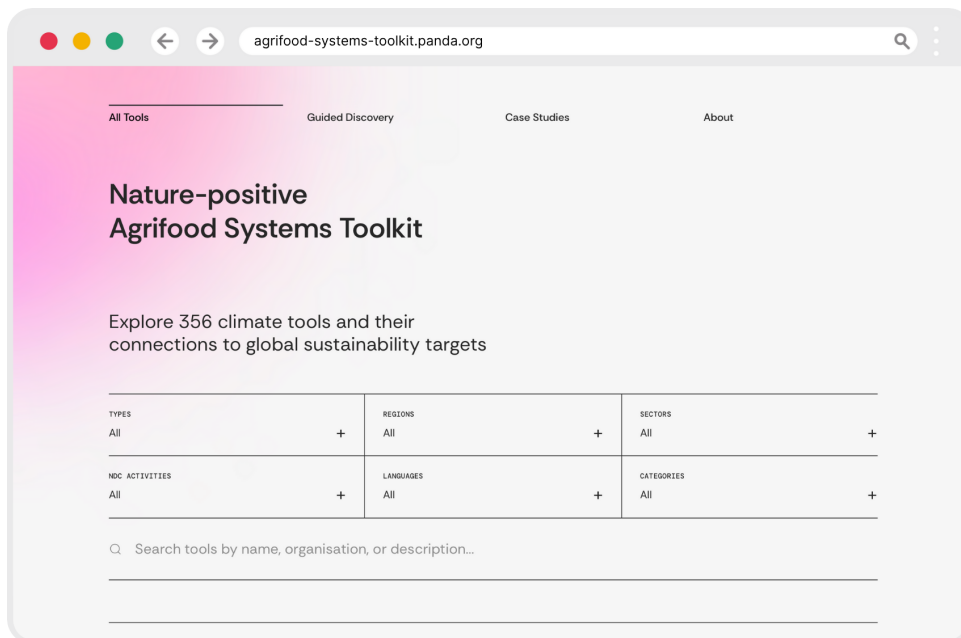 agrifood-systems-toolkit.panda.org
All Tools
Guided Discovery
Case Studies
About
Nature-positive
Agrifood Systems Toolkit
Explore 356 climate tools and their
connections to global sustainability targets
TYPES
All
+
REGIONS
All
+
SECTORS
All
+
NDC ACTIVITIES
All
+
LANGUAGES
All
+
CATEGORIES
All
+
Search tools by name, organisation, or description...